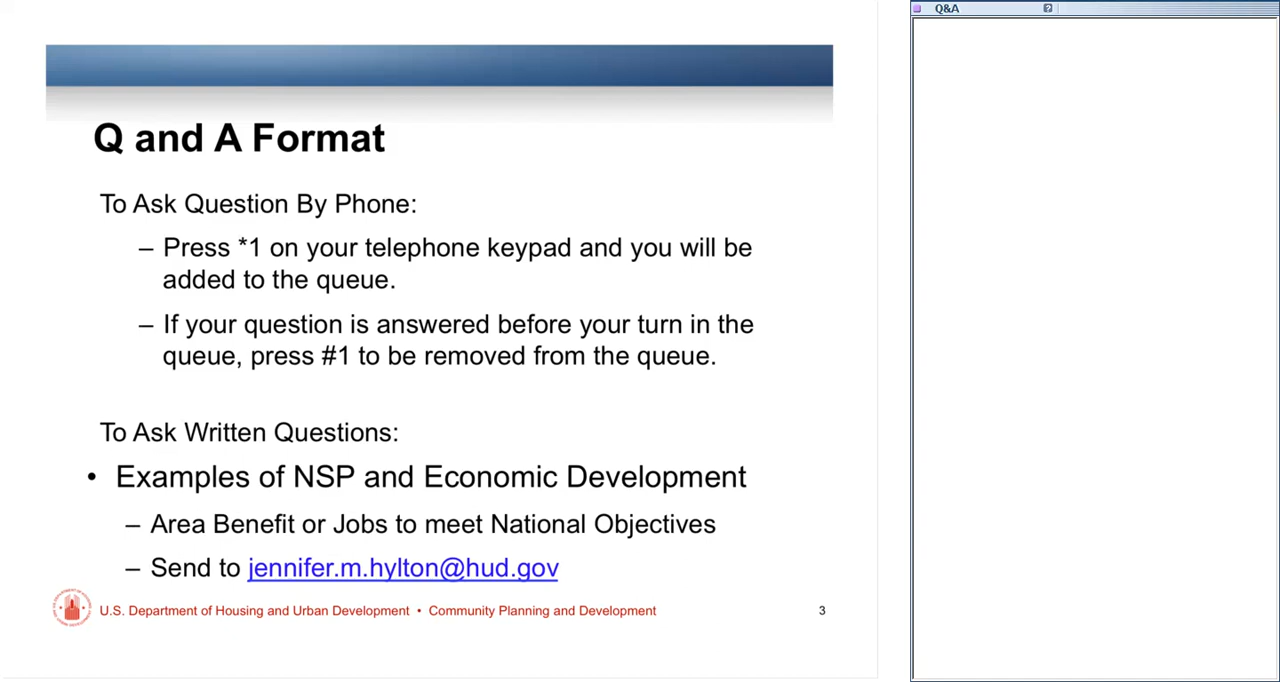 Q&A
Q and A Format
To Ask Question By Phone:
– Press *1 on your telephone keypad and you will be
added to the queue.
– If your question is answered before your turn in the
queue, press #1 to be removed from the queue.
To Ask Written Questions:
• Examples of NSP and Economic Development
– Area Benefit or Jobs to meet National Objectives
– Send to jennifer.m.hylton@hud.gov
U.S. Department of Housing and Urban Development • Community Planning and Development 3